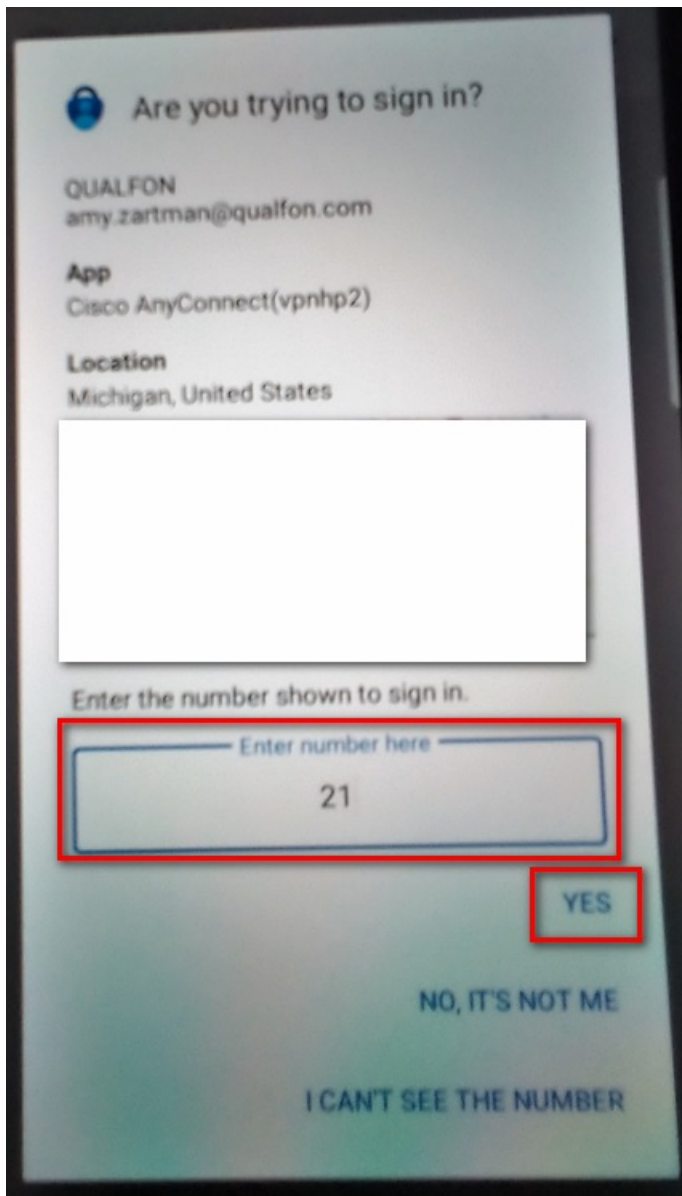 Are you trying to sign in?
QUALFON
amy.zartman@qualfon.com
App
Cisco AnyConnect(vpnhp2)
Location
Michigan, United States
Enter the number shown to sign in.
Enter number here
21
YES
NO, IT'S NOT ME
I CAN'T SEE THE NUMBER